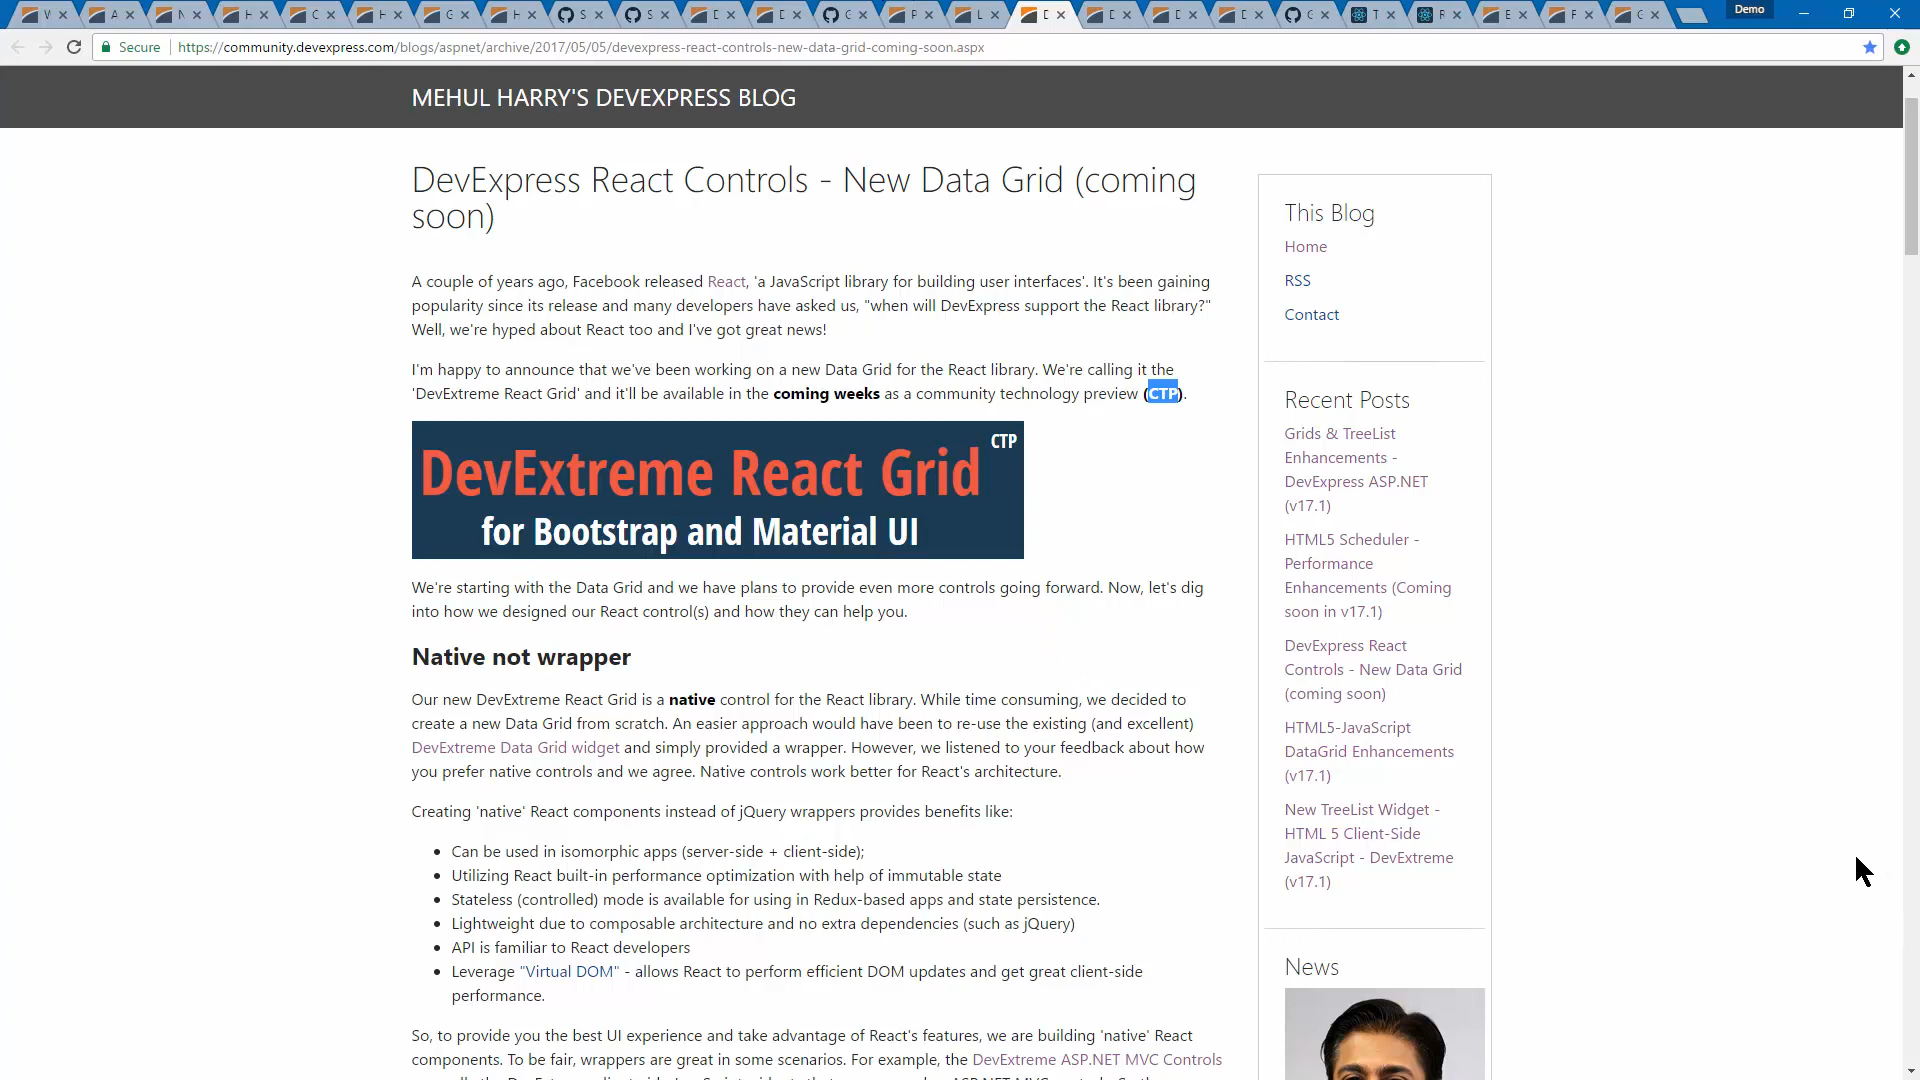 W
A
N
H
C
H
G
H
S
S
D
D
G
P
L
D
D
D
D
G
T
R
E
F
G
Demo
Secure
https://community.devexpress.com/blogs/aspnet/archive/2017/05/05/devexpress-react-controls-new-data-grid-coming-soon.aspx
MEHUL HARRY'S DEVEXPRESS BLOG
DevExpress React Controls - New Data Grid (coming
soon)
A couple of years ago, Facebook released React, 'a JavaScript library for building user interfaces'. It's been gaining
popularity since its release and many developers have asked us, "when will DevExpress support the React library?"
Well, we're hyped about React too and I've got great news!
I'm happy to announce that we've been working on a new Data Grid for the React library. We're calling it the
'DevExtreme React Grid' and it'll be available in the coming weeks as a community technology preview (CTP).
CTP
DevExtreme React Grid
for Bootstrap and Material UI
We're starting with the Data Grid and we have plans to provide even more controls going forward. Now, let's dig
into how we designed our React control(s) and how they can help you.
Native not wrapper
Our new DevExtreme React Grid is a native control for the React library. While time consuming, we decided to
create a new Data Grid from scratch. An easier approach would have been to re-use the existing (and excellent)
DevExtreme Data Grid widget and simply provided a wrapper. However, we listened to your feedback about how
you prefer native controls and we agree. Native controls work better for React's architecture.
Creating 'native' React components instead of jQuery wrappers provides benefits like:
Can be used in isomorphic apps (server-side + client-side);
Utilizing React built-in performance optimization with help of immutable state
Stateless (controlled) mode is available for using in Redux-based apps and state persistence.
Lightweight due to composable architecture and no extra dependencies (such as jQuery)
API is familiar to React developers
Leverage "Virtual DOM" - allows React to perform efficient DOM updates and get great client-side
performance.
So, to provide you the best UI experience and take advantage of React's features, we are building 'native' React
components. To be fair, wrappers are great in some scenarios. For example, the DevExtreme ASP.NET MVC Controls
This Blog
Home
RSS
Contact
Recent Posts
Grids & TreeList
Enhancements -
DevExpress ASP.NET
(v17.1)
HTML5 Scheduler -
Performance
Enhancements (Coming
soon in v17.1)
DevExpress React
Controls - New Data Grid
(coming soon)
HTML5-JavaScript
DataGrid Enhancements
(v17.1)
New TreeList Widget -
HTML 5 Client-Side
JavaScript - DevExtreme
(v17.1)
News